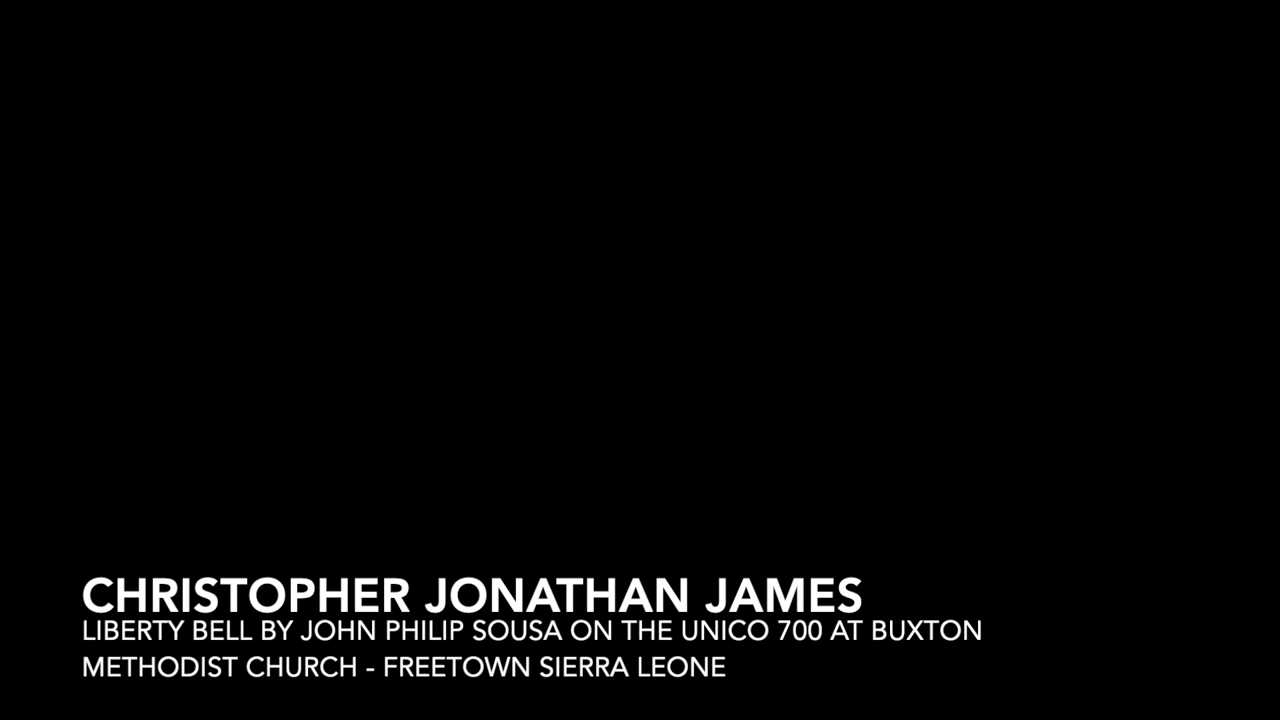 CHRISTOPHER JONATHAN JAMES
LIBERTY BELL BY JOHN PHILIP SOUSA ON THE UNICO 700 AT BUXTON
METHODIST CHURCH - FREETOWN SIERRA LEONE